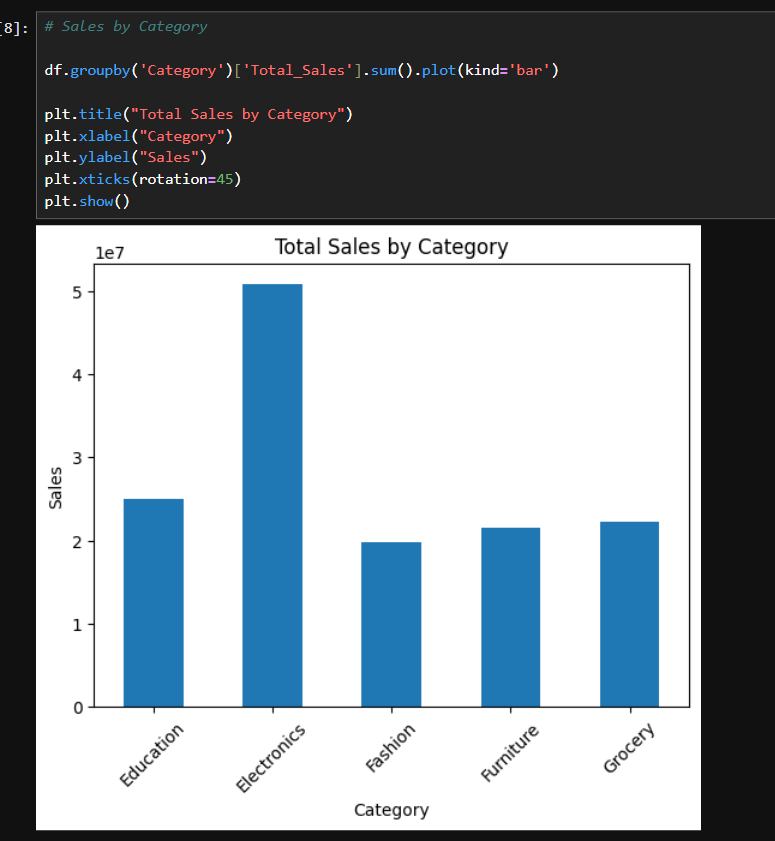 [8]:
# Sales by Category
df.groupby('Category')['Total_Sales'].sum().plot(kind='bar')
plt.title("Total Sales by Category")
plt.xlabel("Category")
plt.ylabel("Sales")
plt.xticks(rotation=45)
plt.show()
Total Sales by Category
1e7
5
4
3
2
1
0
Sales
Education
Electronics
Fashion
Furniture
Grocery
Category